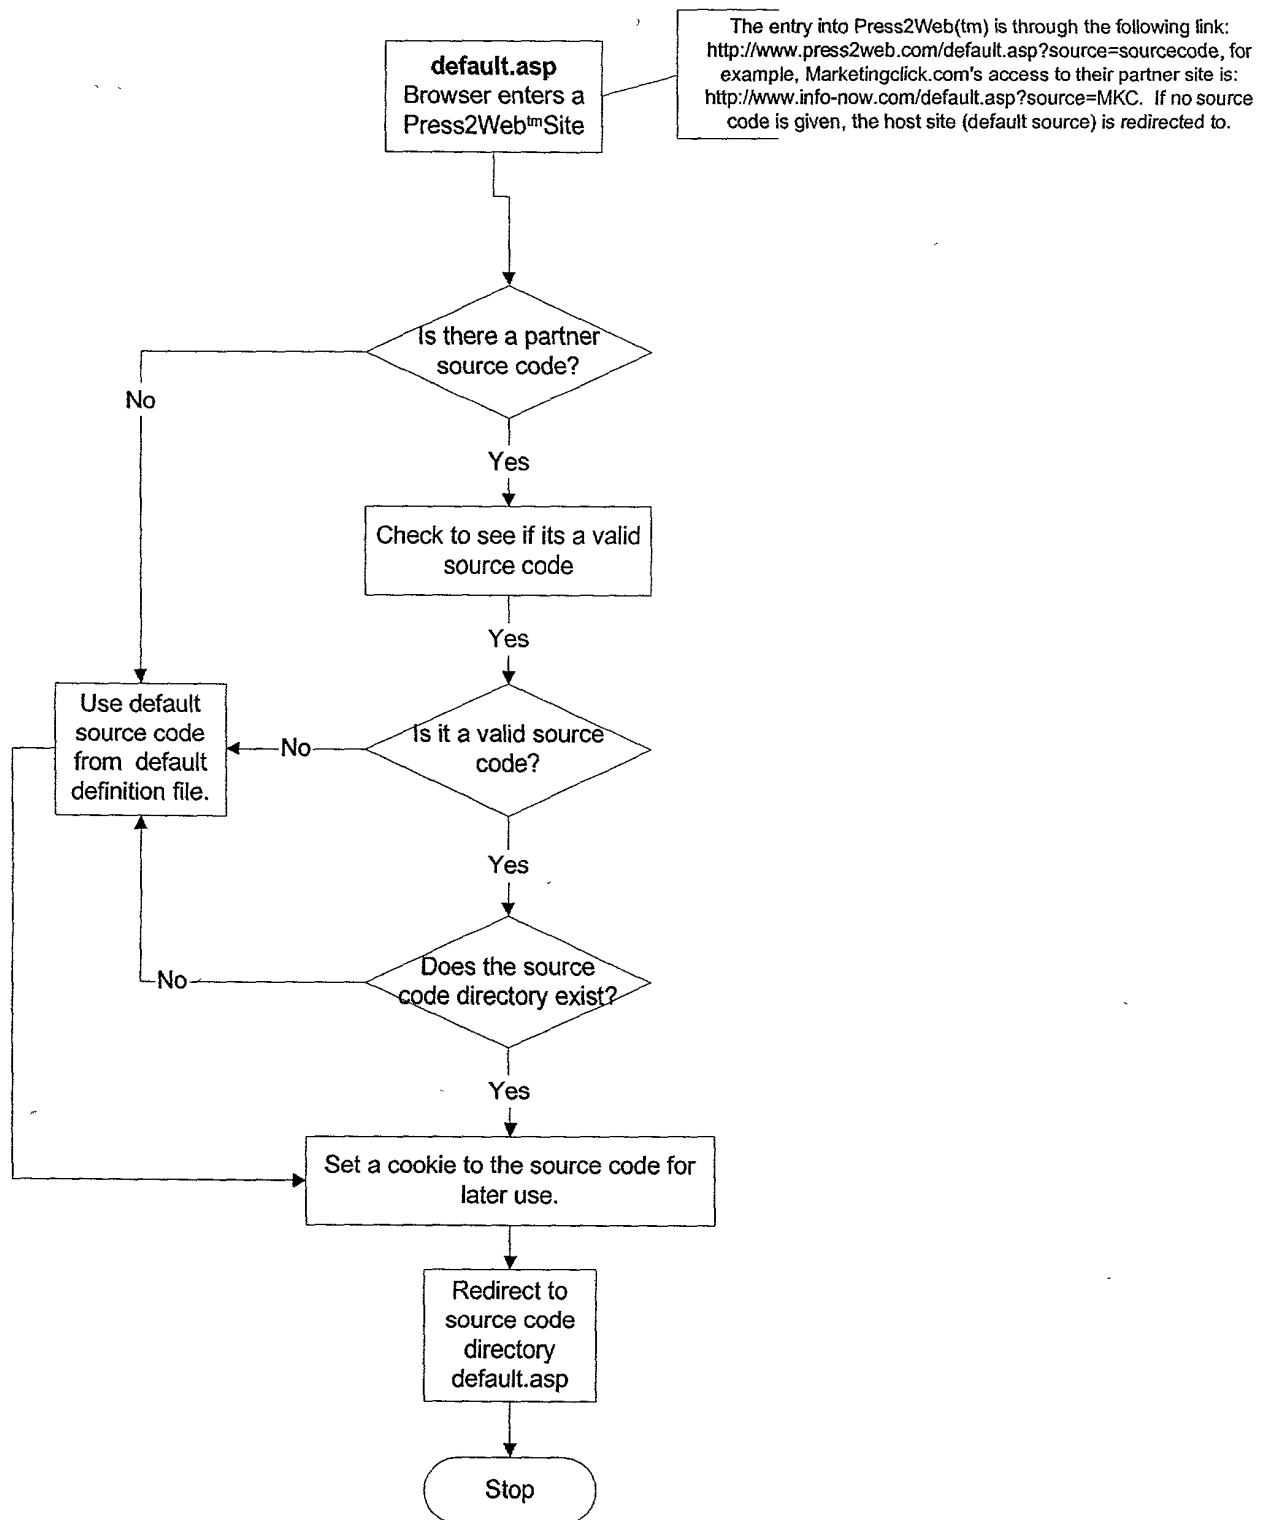 default.asp
Browser enters a
Press2Web™Site
The entry into Press2Web(tm) is through the following link:
http://www.press2web.com/default.asp?source=sourcecode, for
example, Marketingclick.com's access to their partner site is:
http://www.info-now.com/default.asp?source=MKC. If no source
code is given, the host site (default source) is redirected to.
Is there a partner
source code?
No
Yes
Check to see if its a valid
source code
Yes
Use default
source code
from default
definition file.
No
Is it a valid source
code?
Yes
No
Does the source
code directory exist?
Yes
Set a cookie to the source code for
later use.
Redirect to
source code
directory
default.asp
Stop